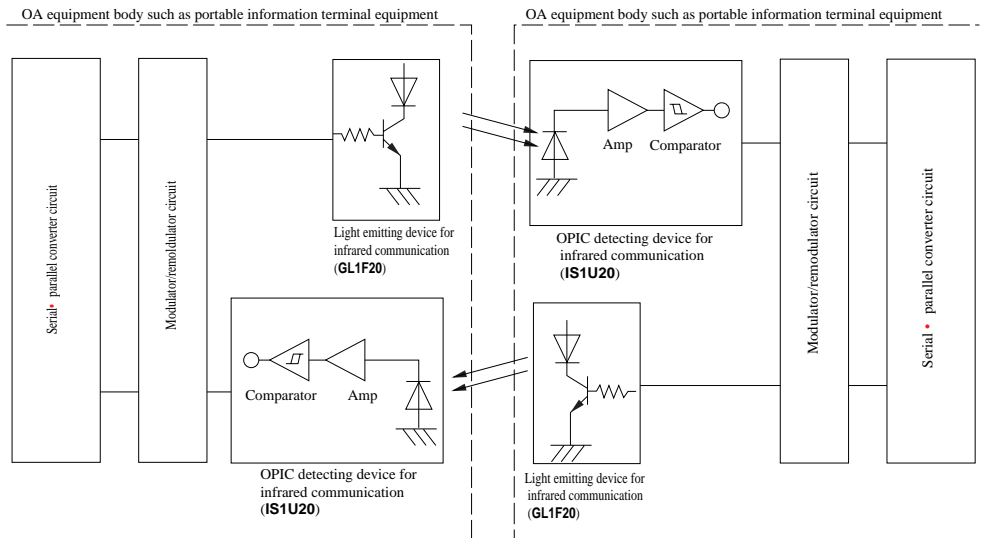 OA equipment body such as portable information terminal equipment
OA equipment body such as portable information terminal equipment
Serial• parallel converter circuit
Modulator/remoldulator circuit
Light emitting device for
infrared communication
(GL1F20)
Amp
Comparator
OPIC detecting device for
infrared communication
(IS1U20)
Modulator/remodulator circuit
Serial • parallel converter circuit
Comparator
Amp
OPIC detecting device for
infrared communication
(IS1U20)
Light emitting device for
infrared communication
(GL1F20)